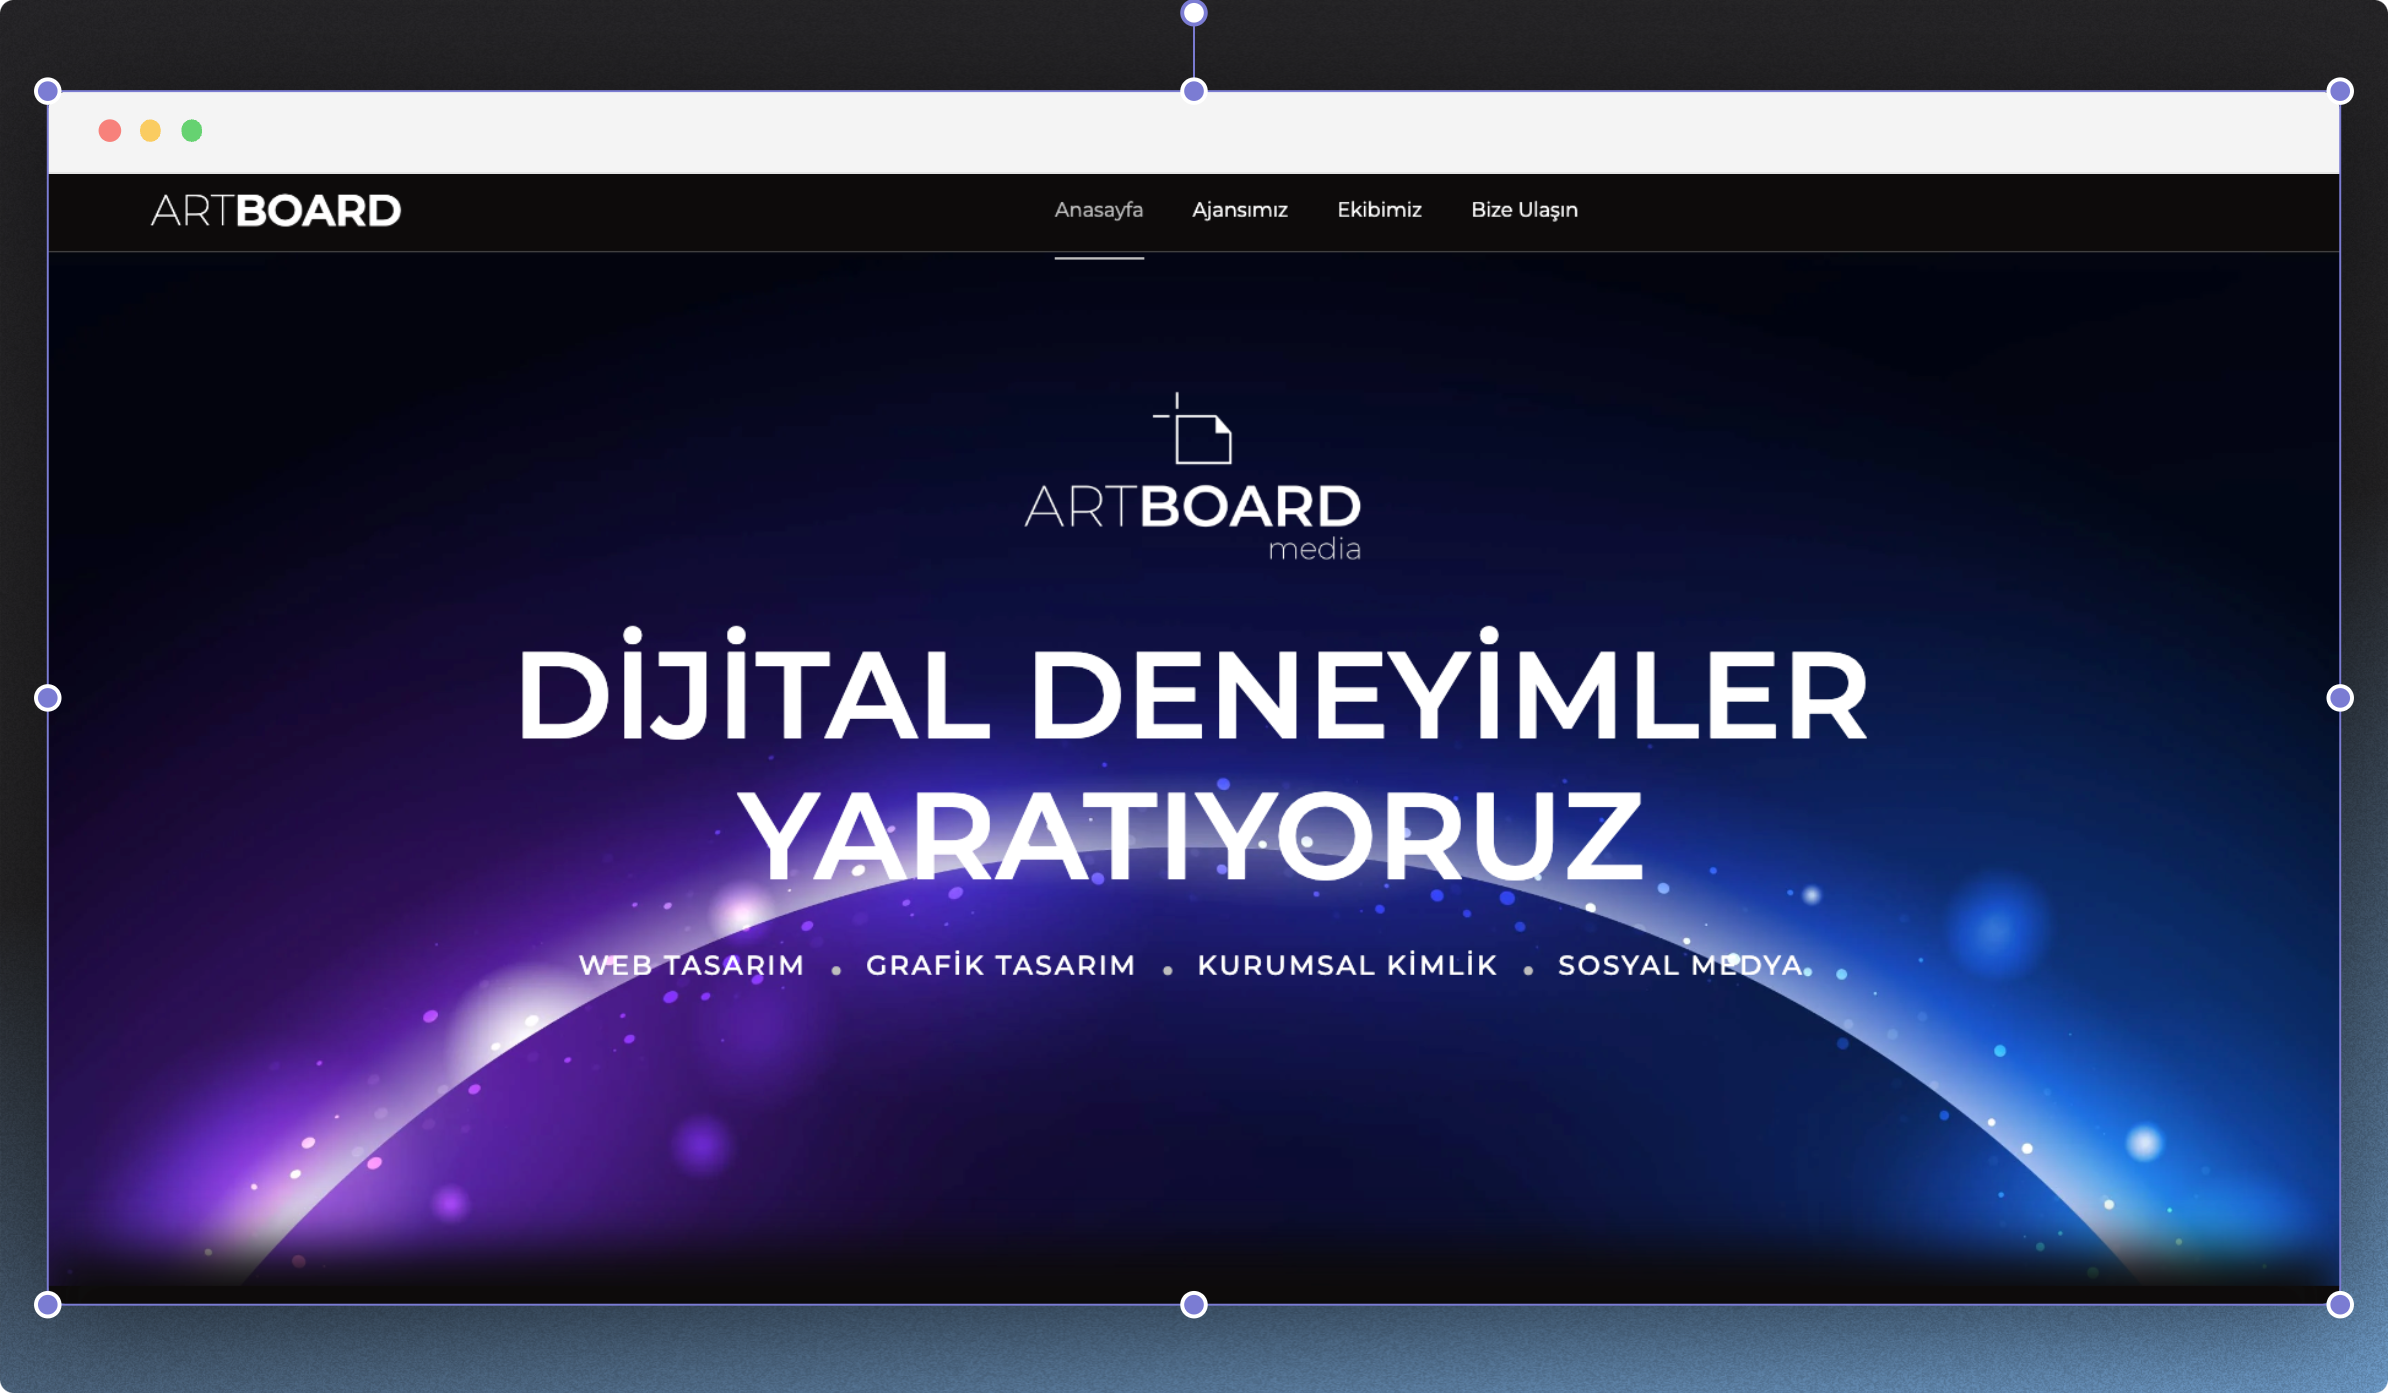 ARTBOARD
Anasayfa Ajansımız Ekibimiz Bize Ulaşın
ARTBOARD
media
DİJİTAL DENEYİMLER
YARATIYORUZ
WEB TASARIM • GRAFİK TASARIM • KURUMSAL KİMLİK • SOSYAL MEDYA